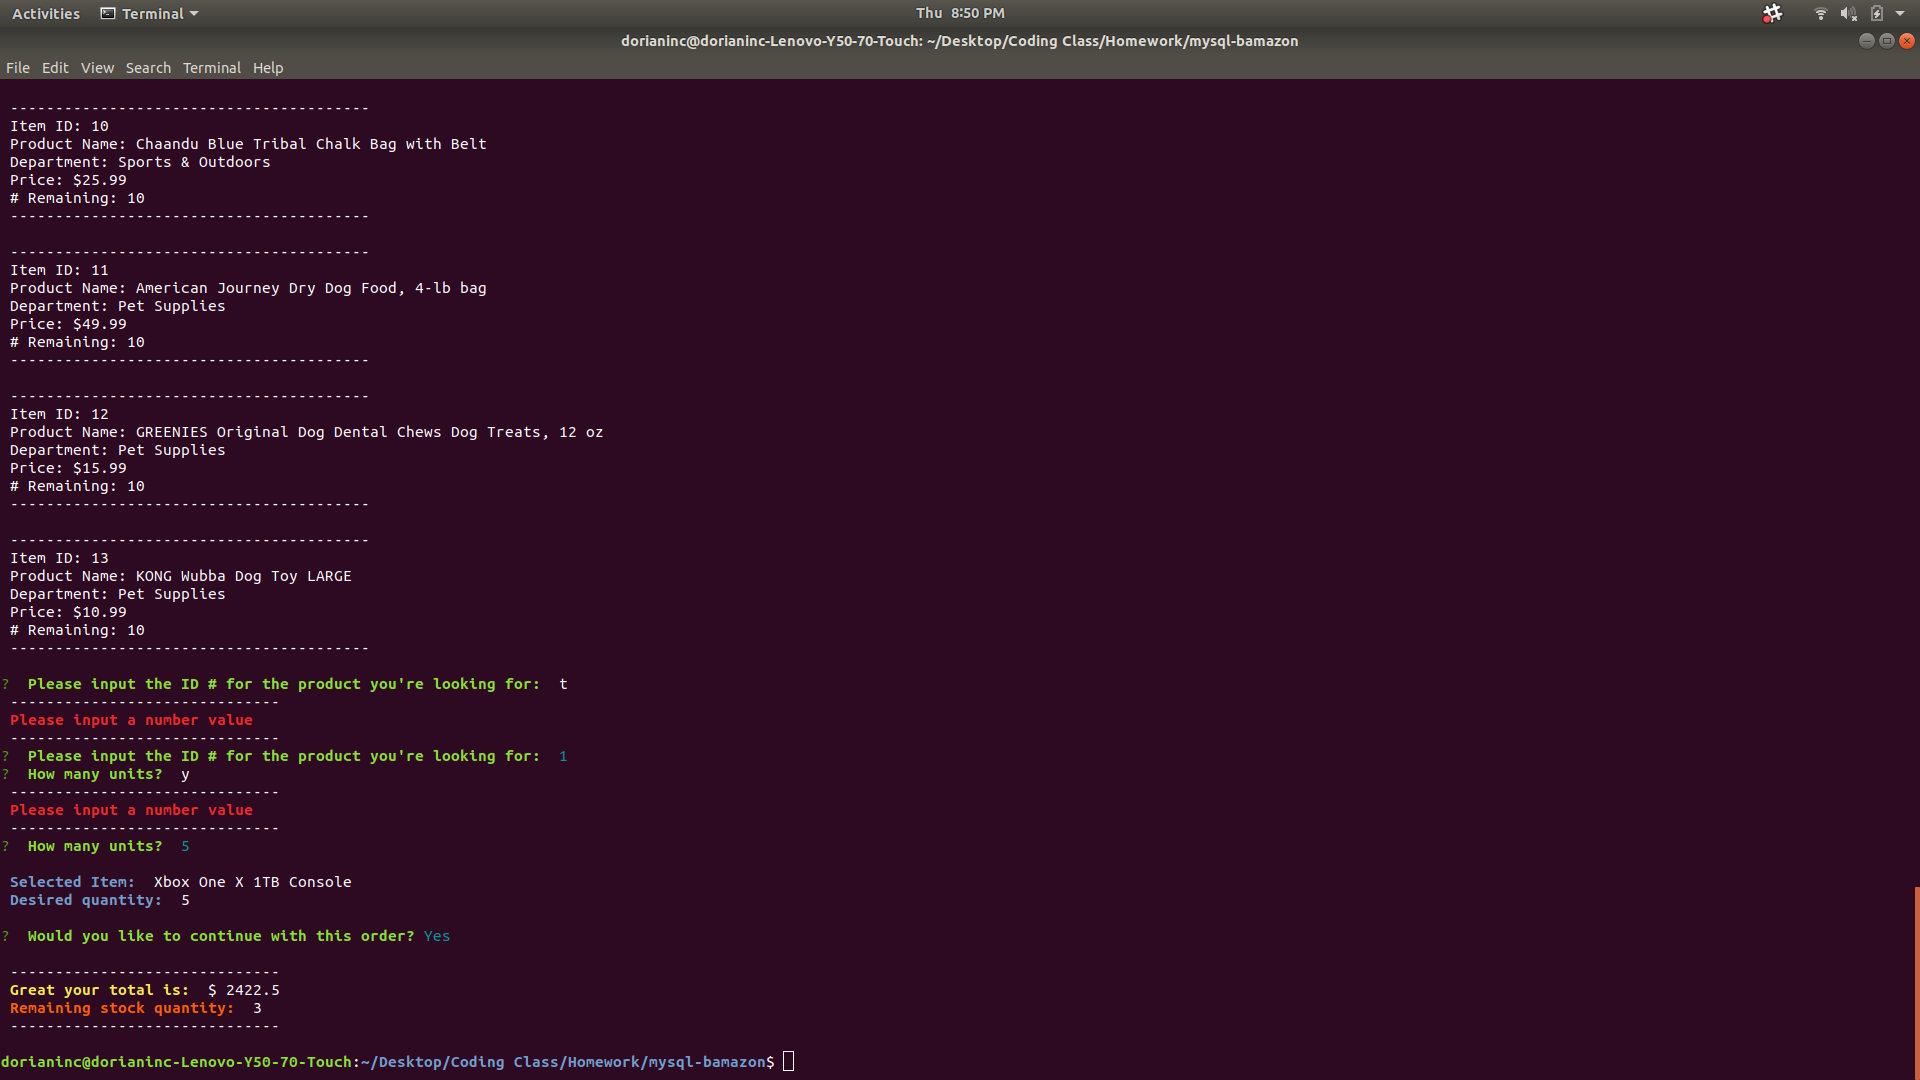 Activities Terminal Thu 8:50 PM
dorianinc@dorianinc-Lenovo-Y50-70-Touch: ~/Desktop/Coding Class/Homework/mysql-bamazon
File Edit View Search Terminal Help
----------------------------------------
Item ID: 10
Product Name: Chaandu Blue Tribal Chalk Bag with Belt
Department: Sports & Outdoors
Price: $25.99
# Remaining: 10
----------------------------------------
----------------------------------------
Item ID: 11
Product Name: American Journey Dry Dog Food, 4-lb bag
Department: Pet Supplies
Price: $49.99
# Remaining: 10
----------------------------------------
----------------------------------------
Item ID: 12
Product Name: GREENIES Original Dog Dental Chews Dog Treats, 12 oz
Department: Pet Supplies
Price: $15.99
# Remaining: 10
----------------------------------------
----------------------------------------
Item ID: 13
Product Name: KONG Wubba Dog Toy LARGE
Department: Pet Supplies
Price: $10.99
# Remaining: 10
----------------------------------------
? Please input the ID # for the product you're looking for: t
------------------------------
Please input a number value
------------------------------
? Please input the ID # for the product you're looking for: 1
? How many units? y
------------------------------
Please input a number value
------------------------------
? How many units? 5
Selected Item: Xbox One X 1TB Console
Desired quantity: 5
? Would you like to continue with this order? Yes
------------------------------
Great your total is: $ 2422.5
Remaining stock quantity: 3
------------------------------
dorianinc@dorianinc-Lenovo-Y50-70-Touch:~/Desktop/Coding Class/Homework/mysql-bamazon$